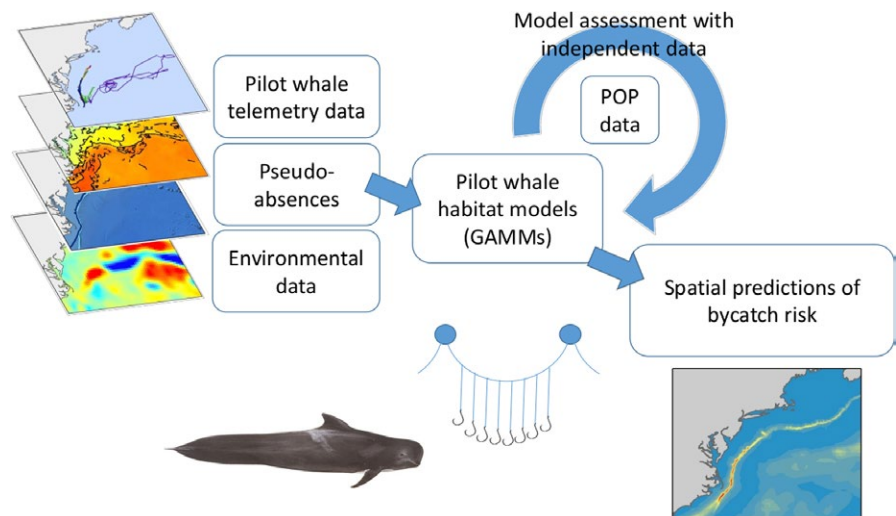 Model assessment with
independent data
Pilot whale
telemetry data
POP
data
Pseudo-
absences
Pilot whale
habitat models
(GAMMs)
Environmental
data
Spatial predictions of
bycatch risk